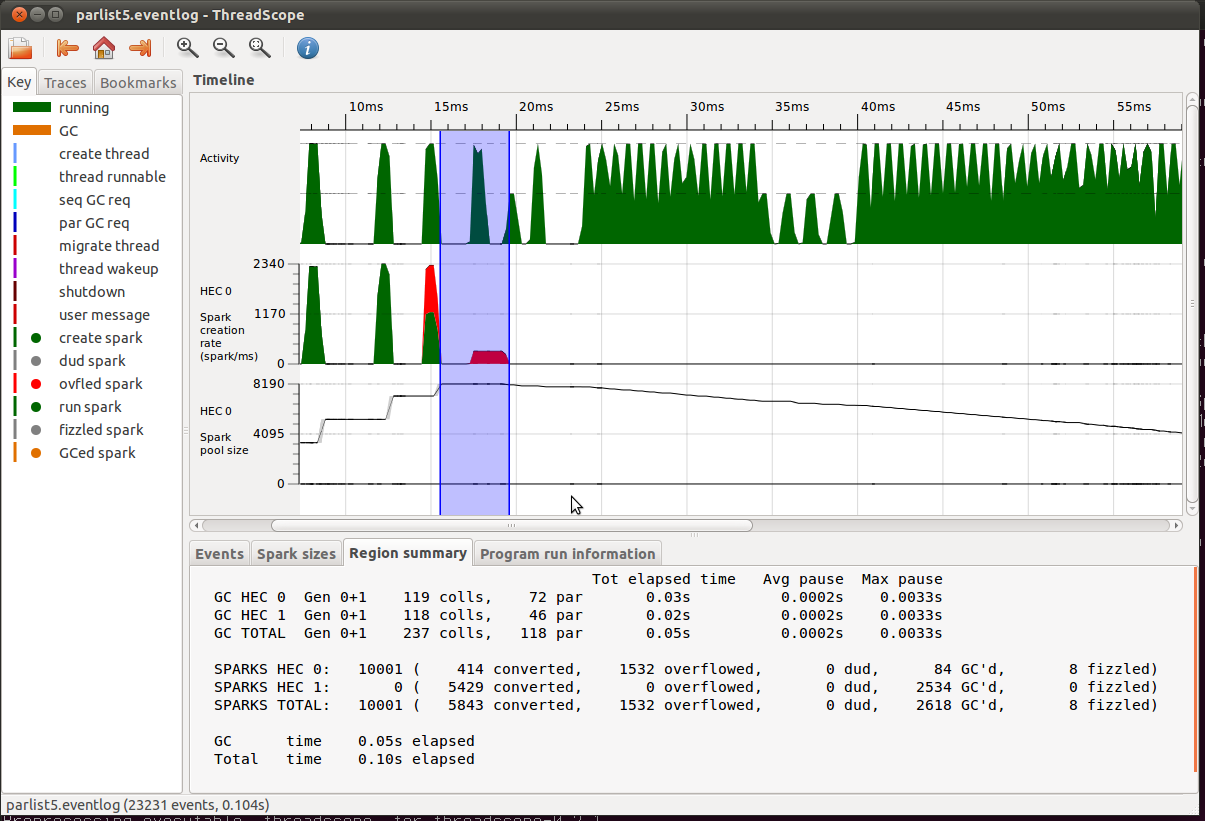 parlist5.eventlog - ThreadScope
Key Traces Bookmarks
running
GC
create thread
thread runnable
seq GC req
par GC req
migrate thread
thread wakeup
shutdown
user message
create spark
dud spark
ovfled spark
run spark
fizzled spark
GCed spark
Timeline
10ms 15ms 20ms 25ms 30ms 35ms 40ms 45ms 50ms 55ms
Activity
2340
HEC 0
1170
Spark
creation
rate
(spark/ms)
0
8190
HEC 0
4095
Spark
pool size
0
Events Spark sizes Region summary Program run information
Tot elapsed time Avg pause Max pause
GC HEC 0 Gen 0+1 119 colls, 72 par 0.03s 0.0002s 0.0033s
GC HEC 1 Gen 0+1 118 colls, 46 par 0.02s 0.0002s 0.0033s
GC TOTAL Gen 0+1 237 colls, 118 par 0.05s 0.0002s 0.0033s
SPARKS HEC 0: 10001 ( 414 converted, 1532 overflowed, 0 dud, 84 GC'd, 8 fizzled)
SPARKS HEC 1: 0 ( 5429 converted, 0 overflowed, 0 dud, 2534 GC'd, 0 fizzled)
SPARKS TOTAL: 10001 ( 5843 converted, 1532 overflowed, 0 dud, 2618 GC'd, 8 fizzled)
GC time 0.05s elapsed
Total time 0.10s elapsed
parlist5.eventlog (23231 events, 0.104s)